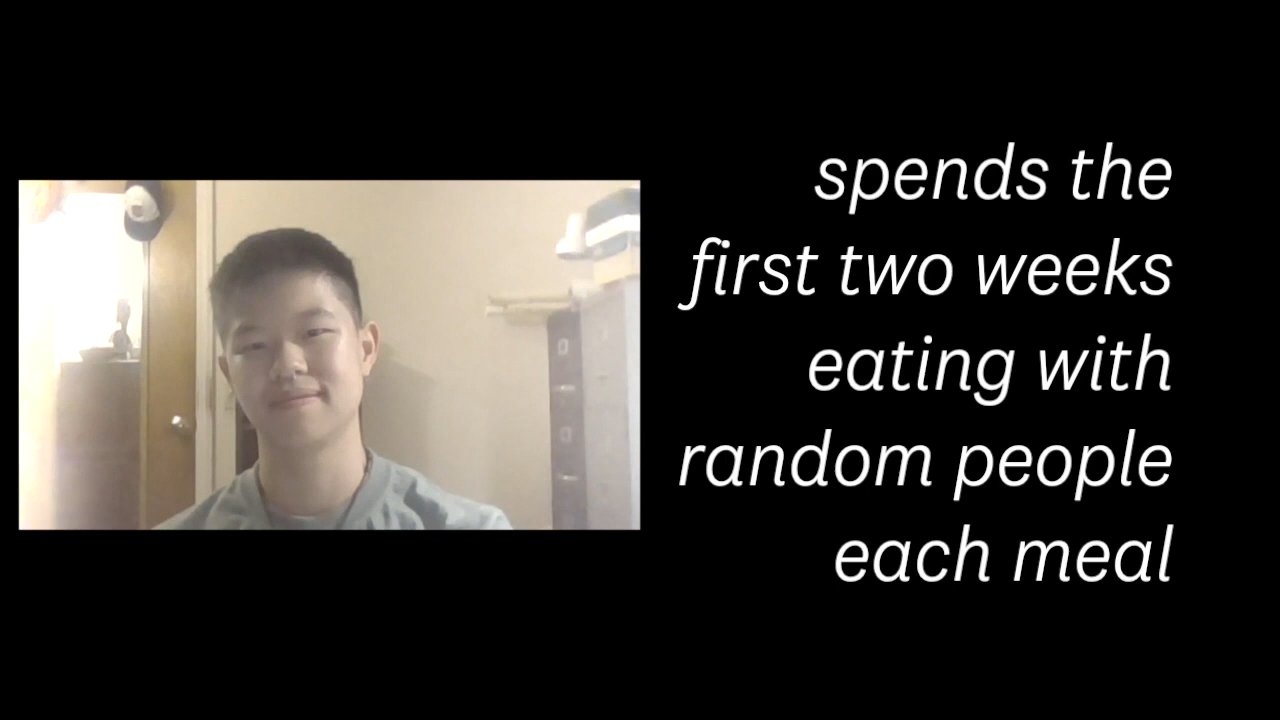 spends the
first two weeks
eating with
random people
each meal